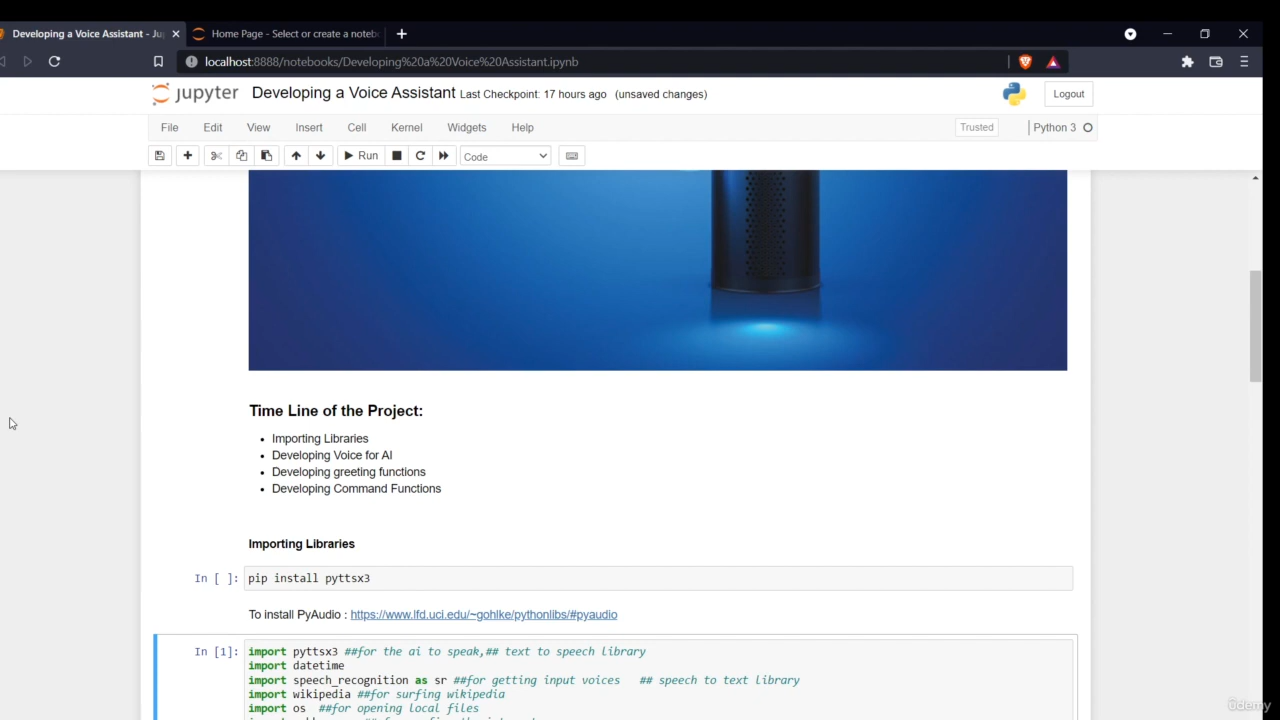 Developing a Voice Assistant - Ju
Home Page - Select or create a noteb
localhost:8888/notebooks/Developing%20a%20Voice%20Assistant.ipynb
jupyter Developing a Voice Assistant Last Checkpoint: 17 hours ago (unsaved changes)
Logout
File Edit View Insert Cell Kernel Widgets Help
Trusted
Python 3
Run
Code
Time Line of the Project:
Importing Libraries
Developing Voice for AI
Developing greeting functions
Developing Command Functions
Importing Libraries
In [ ]: pip install pyttsx3
To install PyAudio : https://www.lfd.uci.edu/~gohlke/pythonlibs/#pyaudio
In [1]: import pyttsx3 ##for the ai to speak,## text to speech library
import datetime
import speech_recognition as sr ##for getting input voices ## speech to text library
import wikipedia ##for surfing wikipedia
import os ##for opening local files
ûdemy